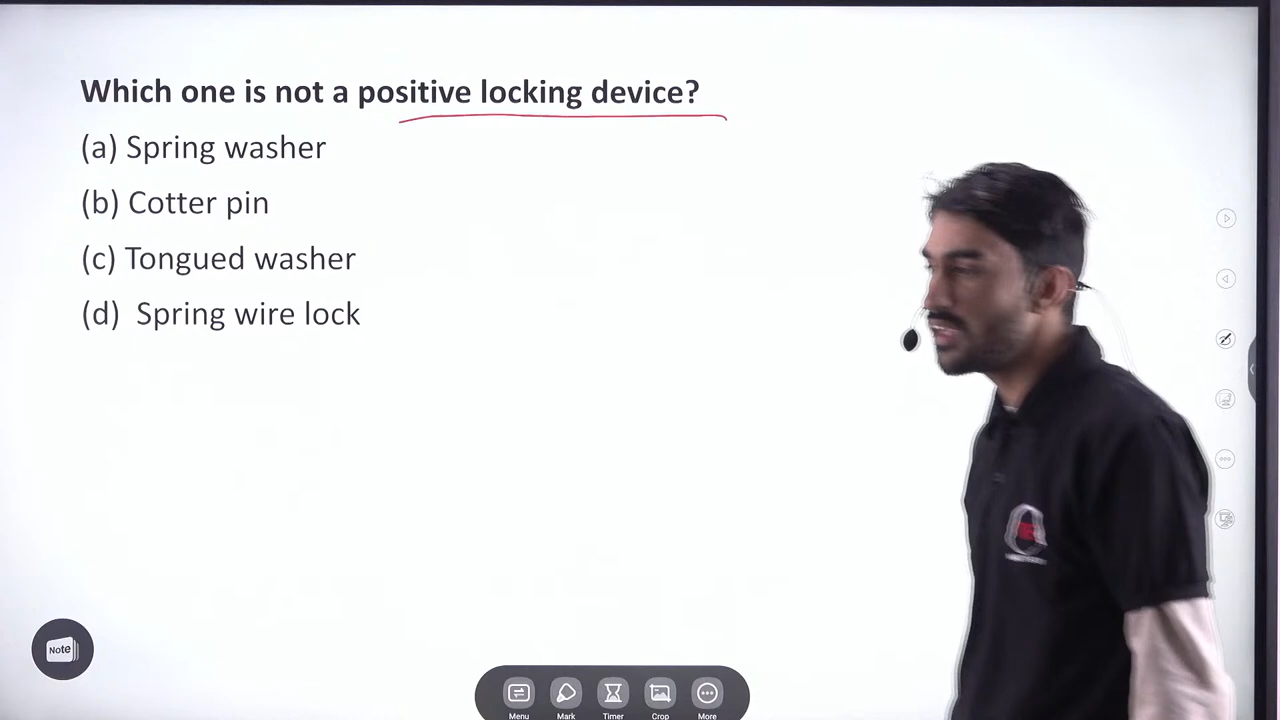 Which one is not a positive locking device?
(a) Spring washer
(b) Cotter pin
(c) Tongued washer
(d) Spring wire lock
Note
Menu
Mark
Timer
Crop
More